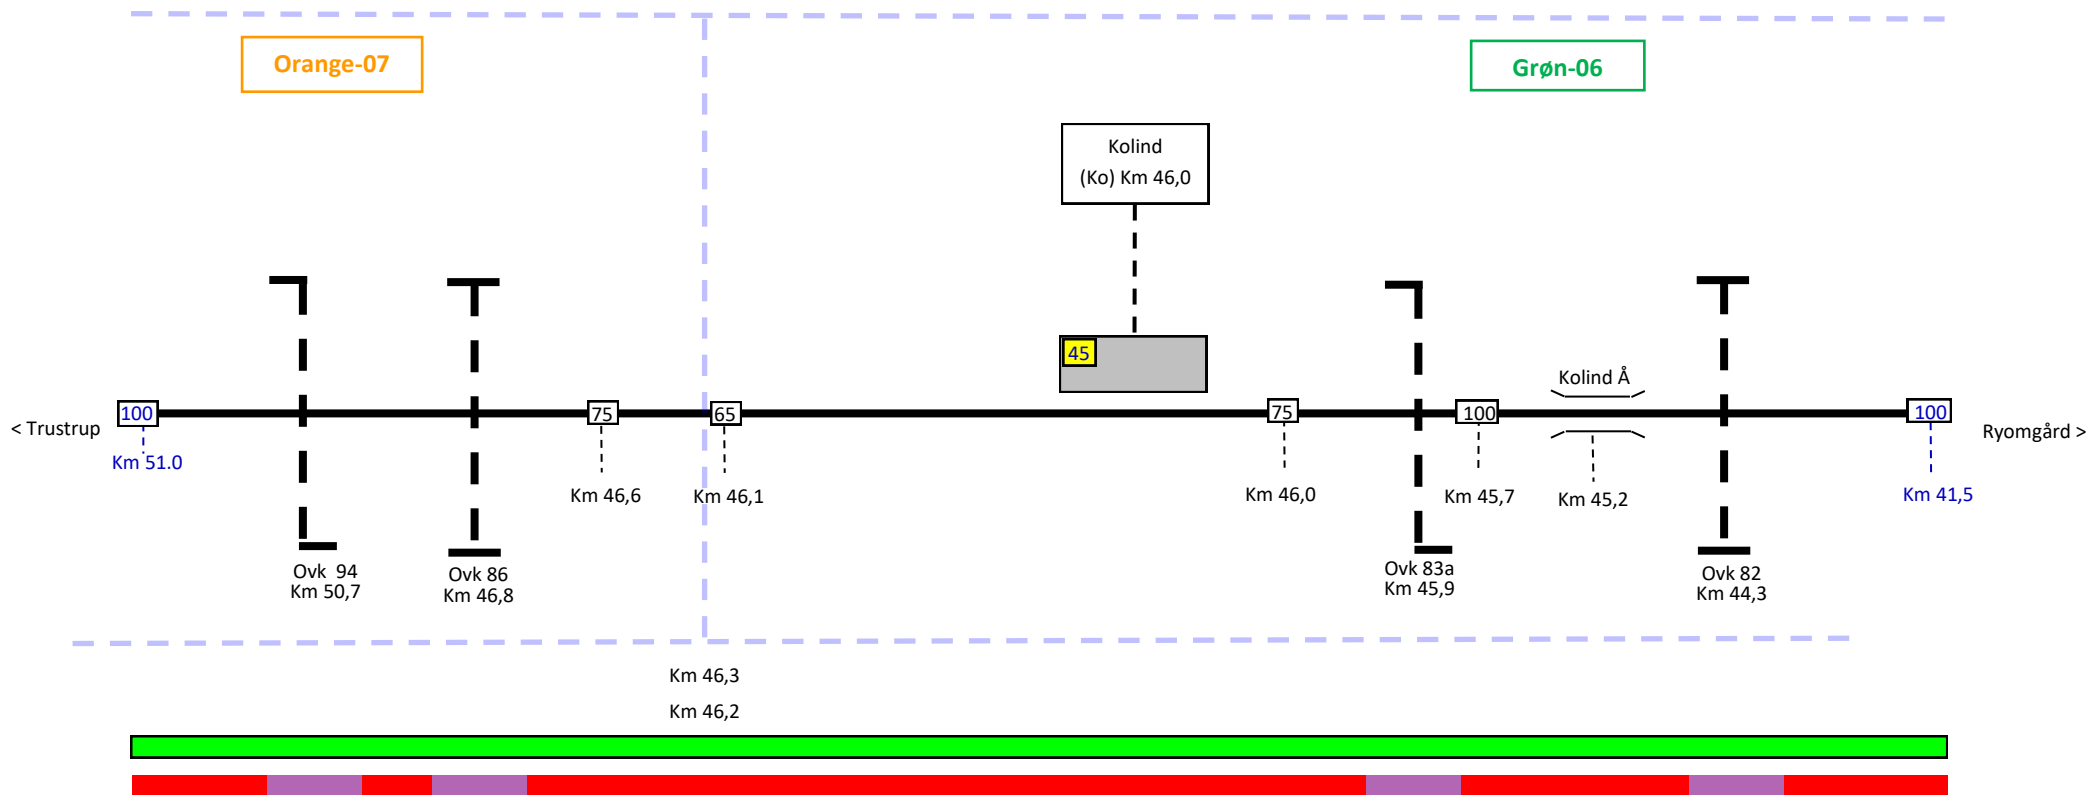 Orange-07
Grøn-06
Kolind
(Ko) Km 46,0
45
Kolind Å
< Trustrup
100
75
65
75
100
100
Ryomgård >
Km 51.0
Km 46,6
Km 46,1
Km 46,0
Km 45,7
Km 45,2
Km 41,5
Ovk 94
Km 50,7
Ovk 86
Km 46,8
Ovk 83a
Km 45,9
Ovk 82
Km 44,3
Km 46,3
Km 46,2